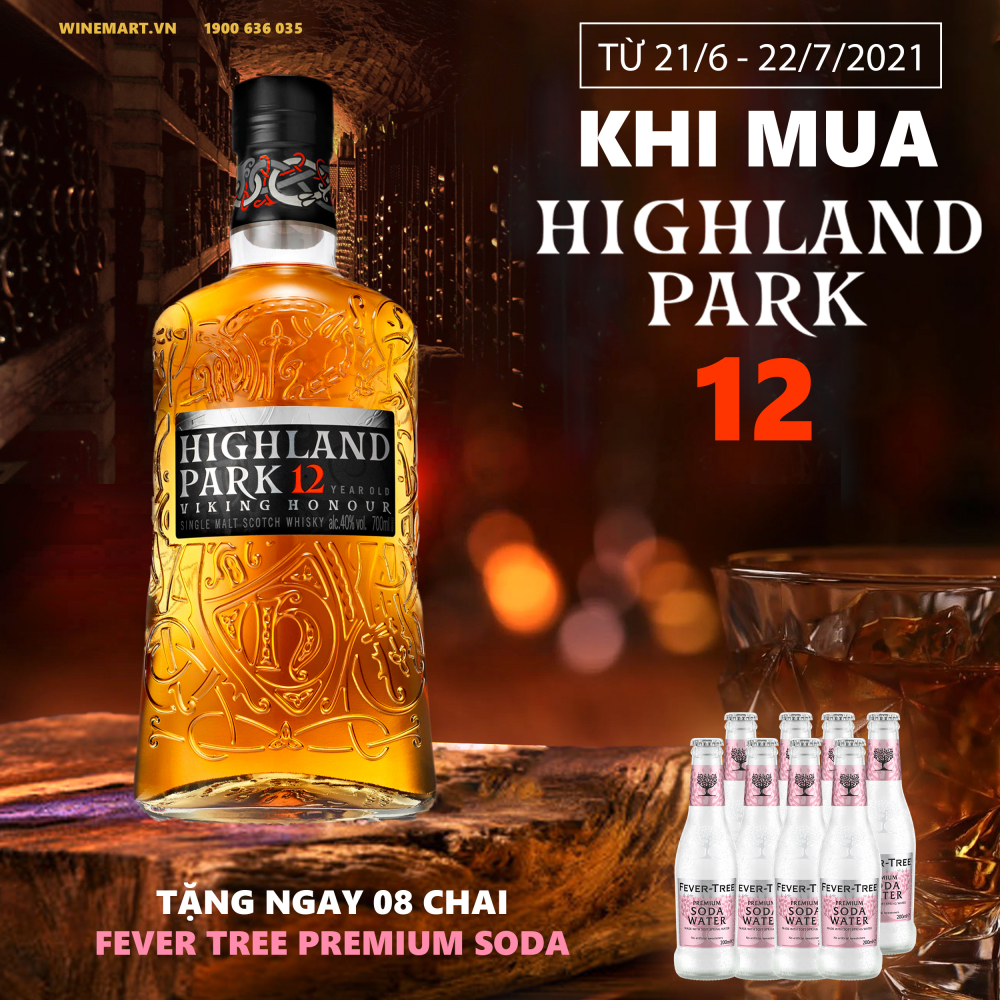 WINEMART.VN 1900 636 035
TỪ 21/6 - 22/7/2021
KHI MUA
HIGHLAND
PARK
12
HIGHLAND
PARK 12 YEAR OLD
VIKING HONOUR
SINGLE MALT SCOTCH WHISKY alc.40% vol. 700ml
TẶNG NGAY 08 CHAI
FEVER TREE PREMIUM SODA
FEVER-TREE
PREMIUM
SODA
WATER
200ml